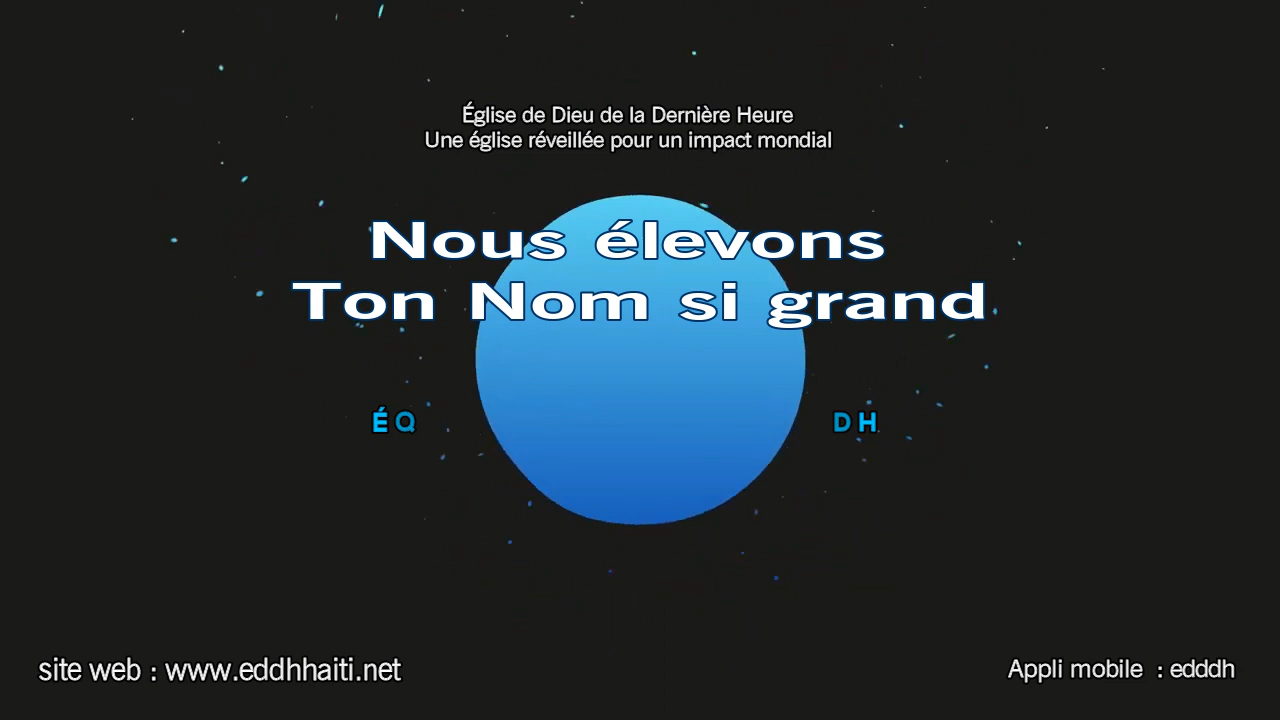 Église de Dieu de la Dernière Heure
Une église réveillée pour un impact mondial
Nous élevons
Ton Nom si grand
ÉQ DH
site web : www.eddhhaiti.net
Appli mobile : edddh